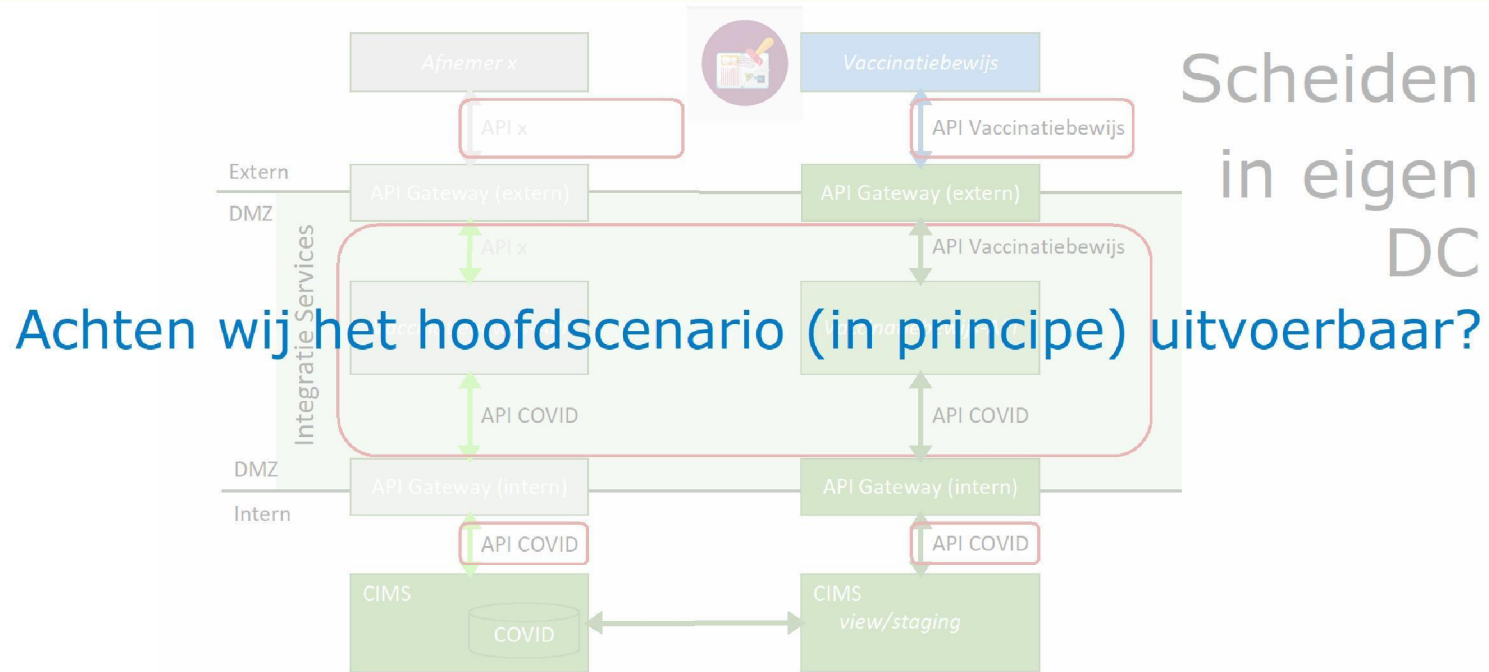 Scheiden
in eigen
DC
Achten wij het hoofdscenario (in principe) uitvoerbaar?
Afnemer x
Vaccinatiebewijs
API x
API Vaccinatiebewijs
Extern
API Gateway (extern)
API Gateway (extern)
DMZ
API x
API Vaccinatiebewijs
Integratie Services
API COVID
API COVID
DMZ
API Gateway (intern)
API Gateway (intern)
Intern
API COVID
API COVID
CIMS
COVID
CIMS
view/staging